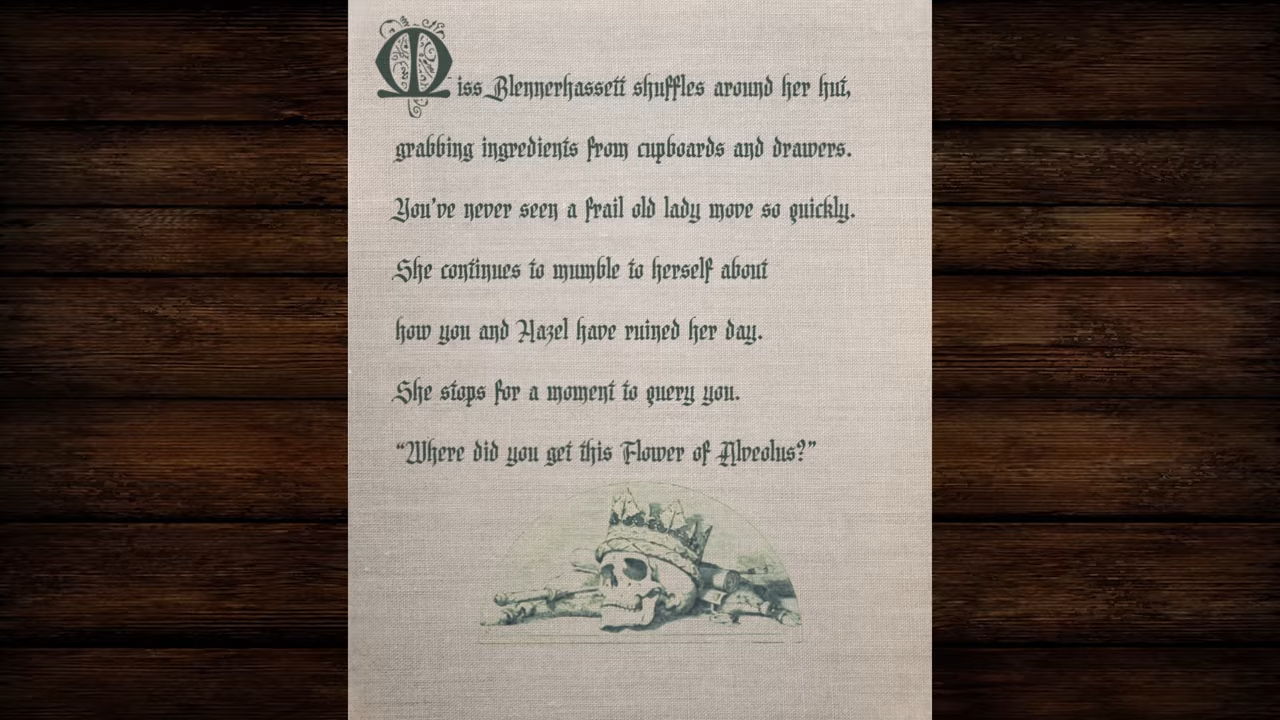 Miss Blennerhassett shuffles around her hut,
grabbing ingredients from cupboards and drawers.
You've never seen a frail old lady move so quickly.
She continues to mumble to herself about
how you and Hazel have ruined her day.
She stops for a moment to query you.
“Where did you get this Flower of Alveolus?”